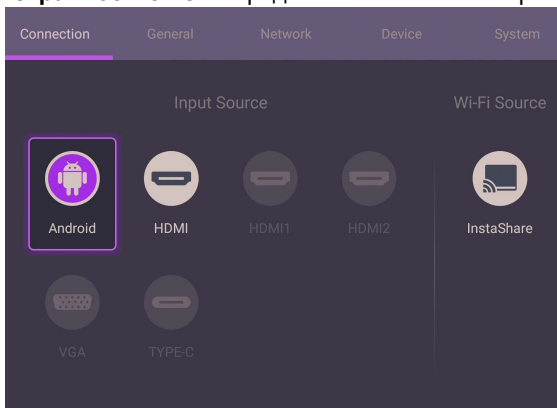 Connection General Network Device System
Input Source Wi-Fi Source
Android HDMI HDMI1 HDMI2 InstaShare
VGA TYPE-C